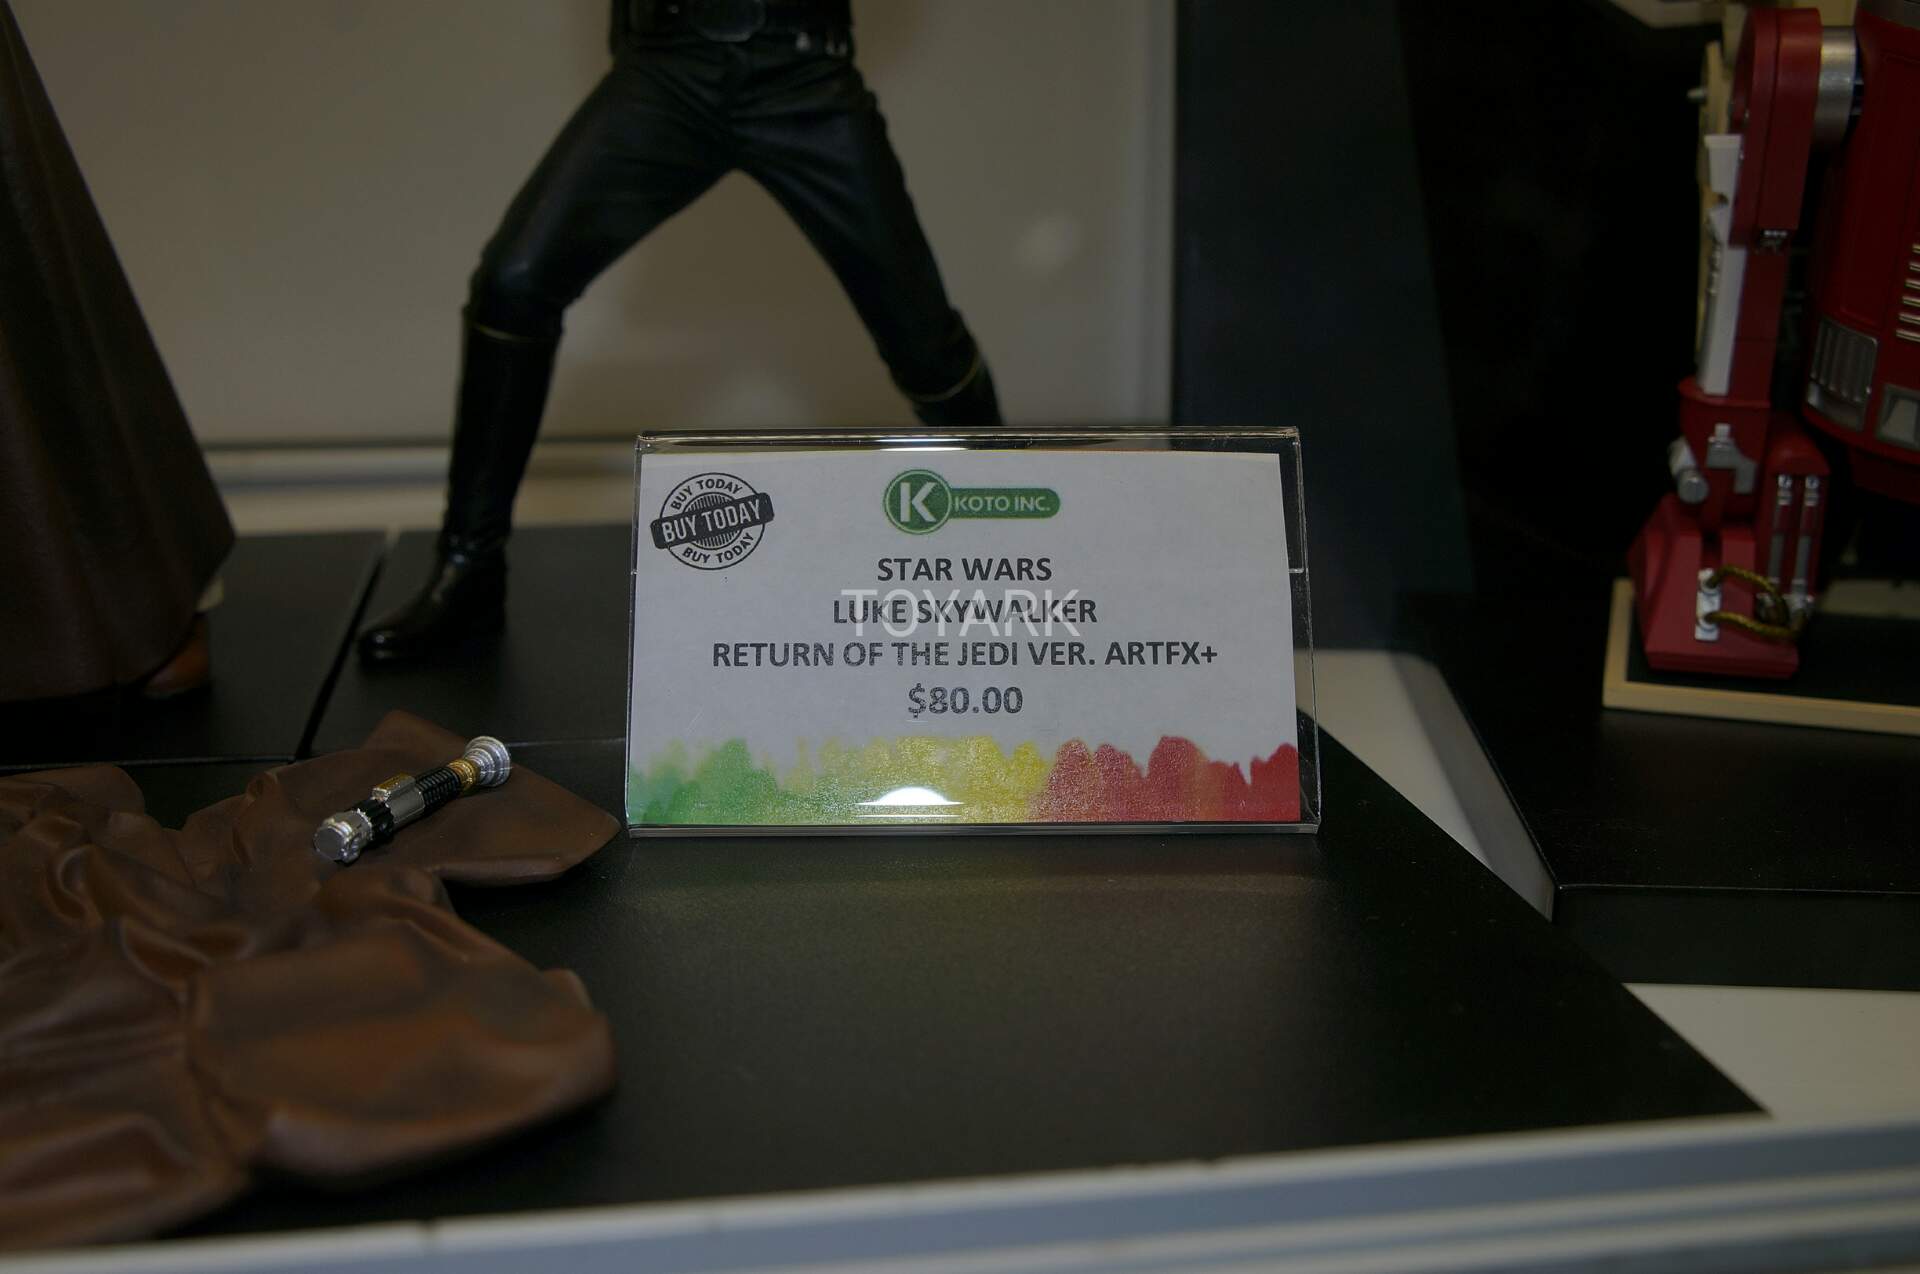 BUY TODAY
BUY TODAY
BUY TODAY
K KOTO INC.
STAR WARS
LUKE SKYWALKER
TOYARK
RETURN OF THE JEDI VER. ARTFX+
$80.00